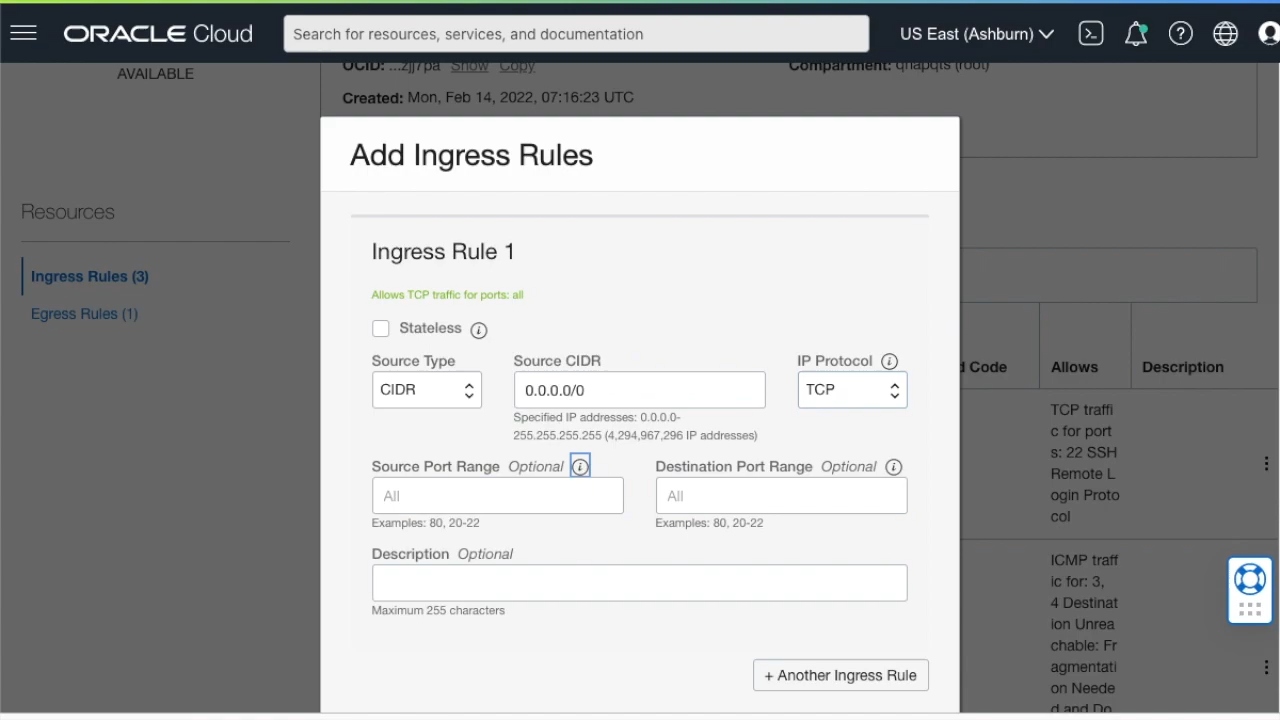 ORACLE Cloud
Search for resources, services, and documentation
US East (Ashburn)
AVAILABLE
OCID: ...zjj7pa Show Copy
Compartment: qnapqts (root)
Created: Mon, Feb 14, 2022, 07:16:23 UTC
Resources
Ingress Rules (3)
Egress Rules (1)
Add Ingress Rules
Ingress Rule 1
Allows TCP traffic for ports: all
Stateless
Source Type
Source CIDR
IP Protocol
CIDR
0.0.0.0/0
TCP
Specified IP addresses: 0.0.0.0-
255.255.255.255 (4,294,967,296 IP addresses)
Source Port Range Optional
Destination Port Range Optional
All
All
Examples: 80, 20-22
Examples: 80, 20-22
Description Optional
Maximum 255 characters
+ Another Ingress Rule
d Code
Allows
Description
TCP traffi
c for port
s: 22 SSH
Remote L
ogin Proto
col
ICMP traff
ic for: 3,
4 Destinat
ion Unrea
chable: Fr
agmentati
on Neede
d and Do